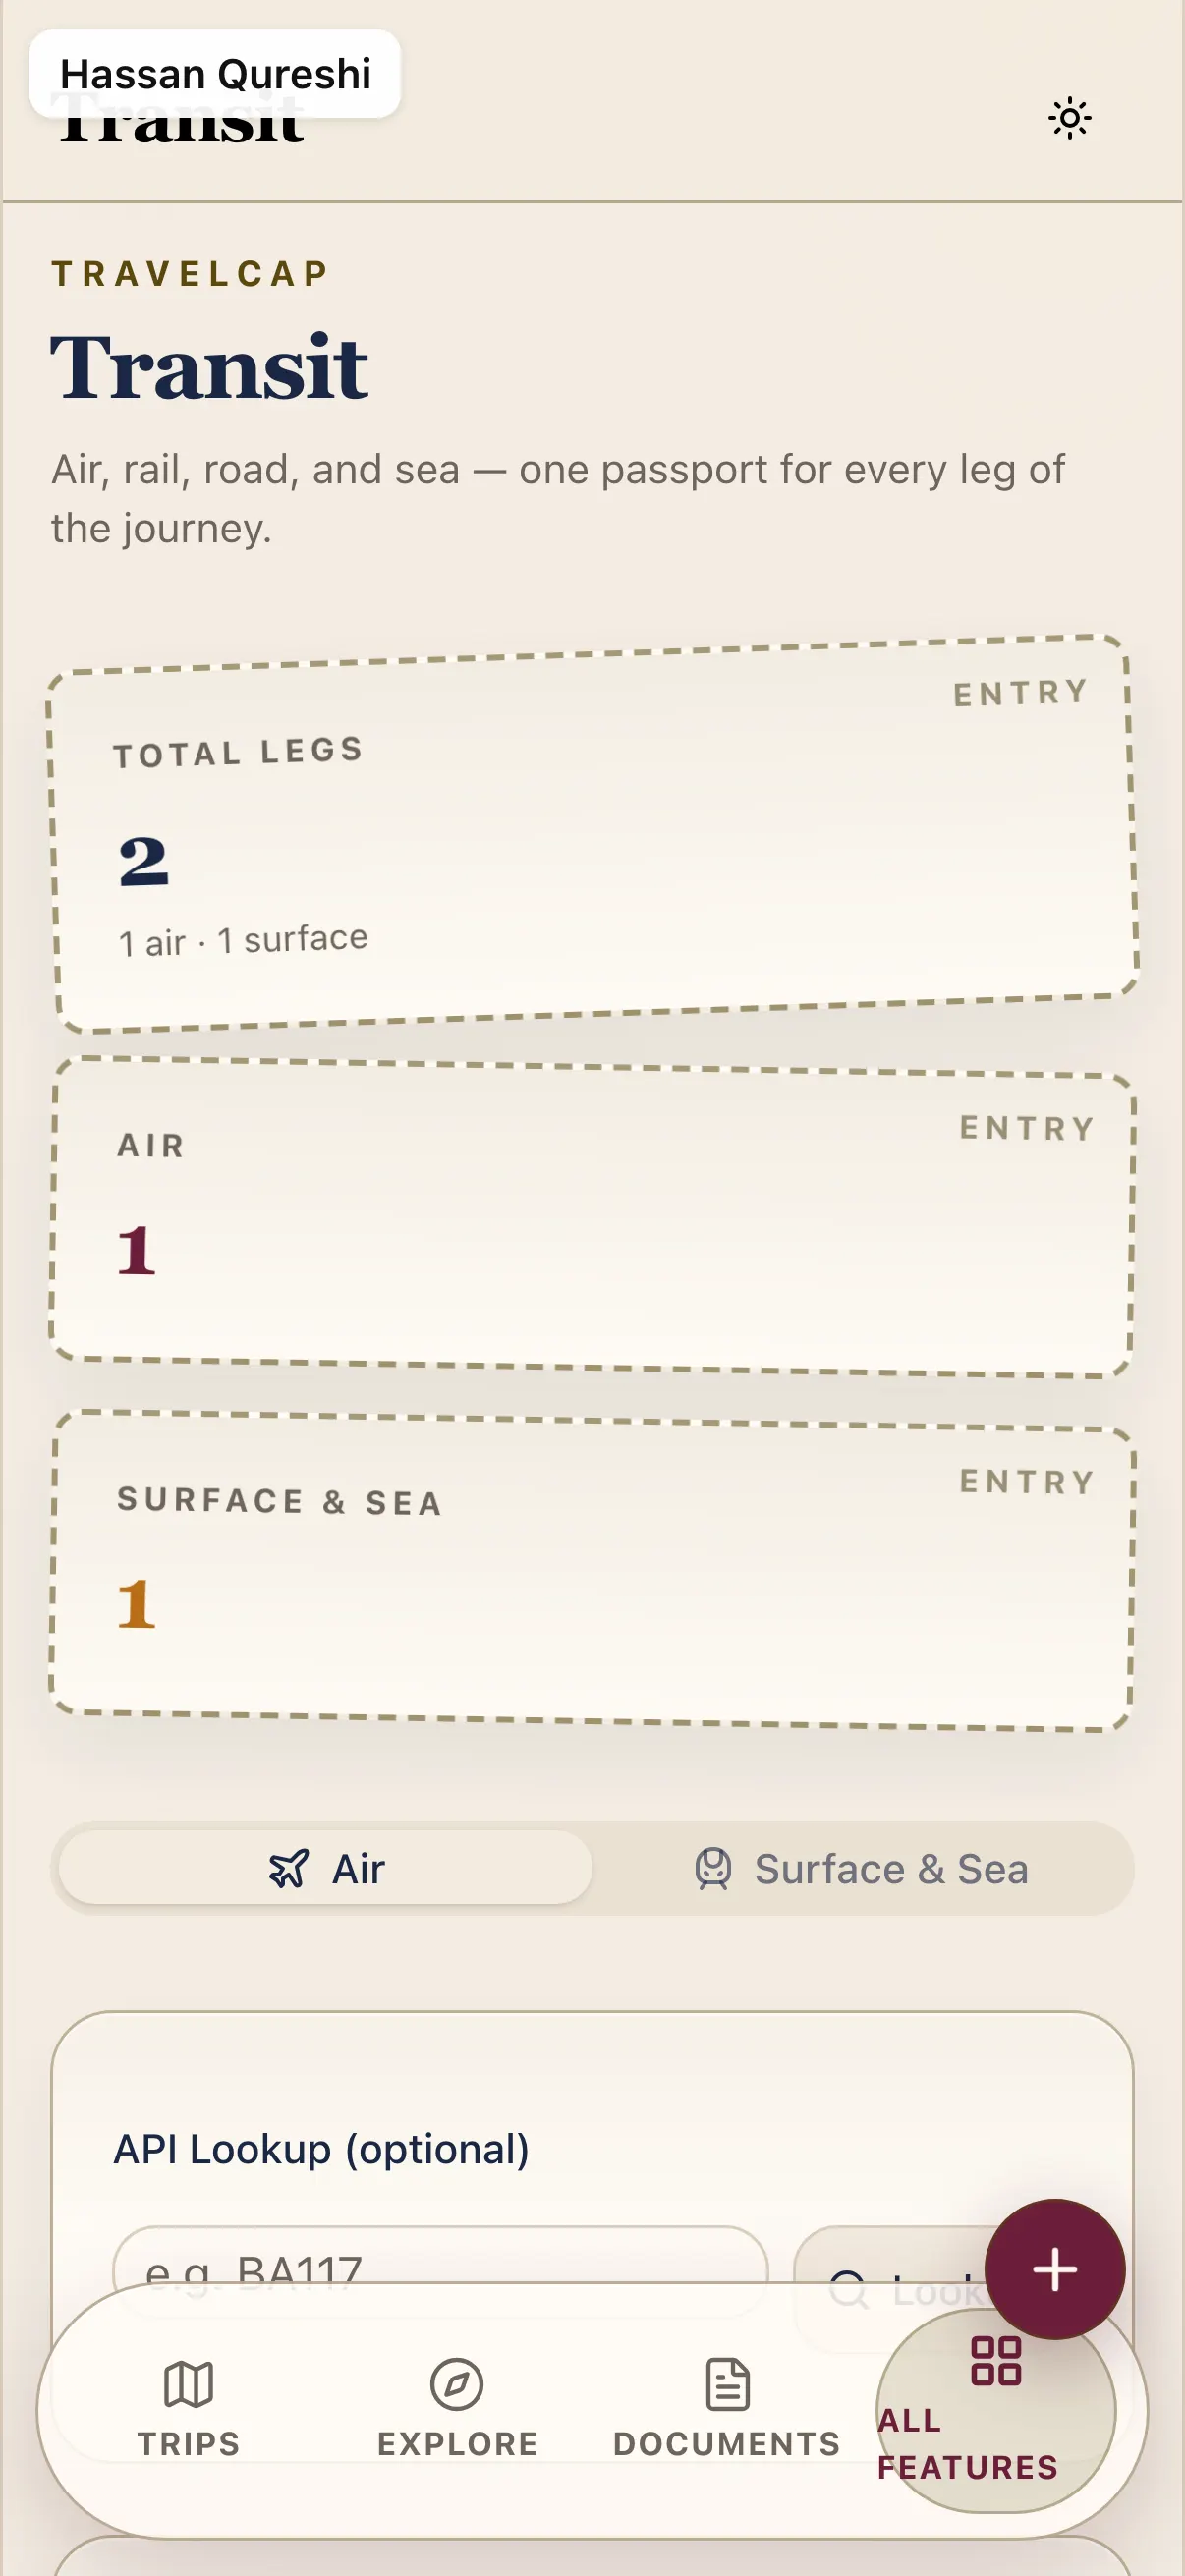 Hassan Qureshi
Transit
TRAVELCAP
Transit
Air, rail, road, and sea — one passport for every leg of
the journey.
ENTRY
TOTAL LEGS
2
1 air · 1 surface
ENTRY
AIR
1
ENTRY
SURFACE & SEA
1
Air
Surface & Sea
API Lookup (optional)
e.g. BA117
TRIPS
EXPLORE
DOCUMENTS
ALL
FEATURES